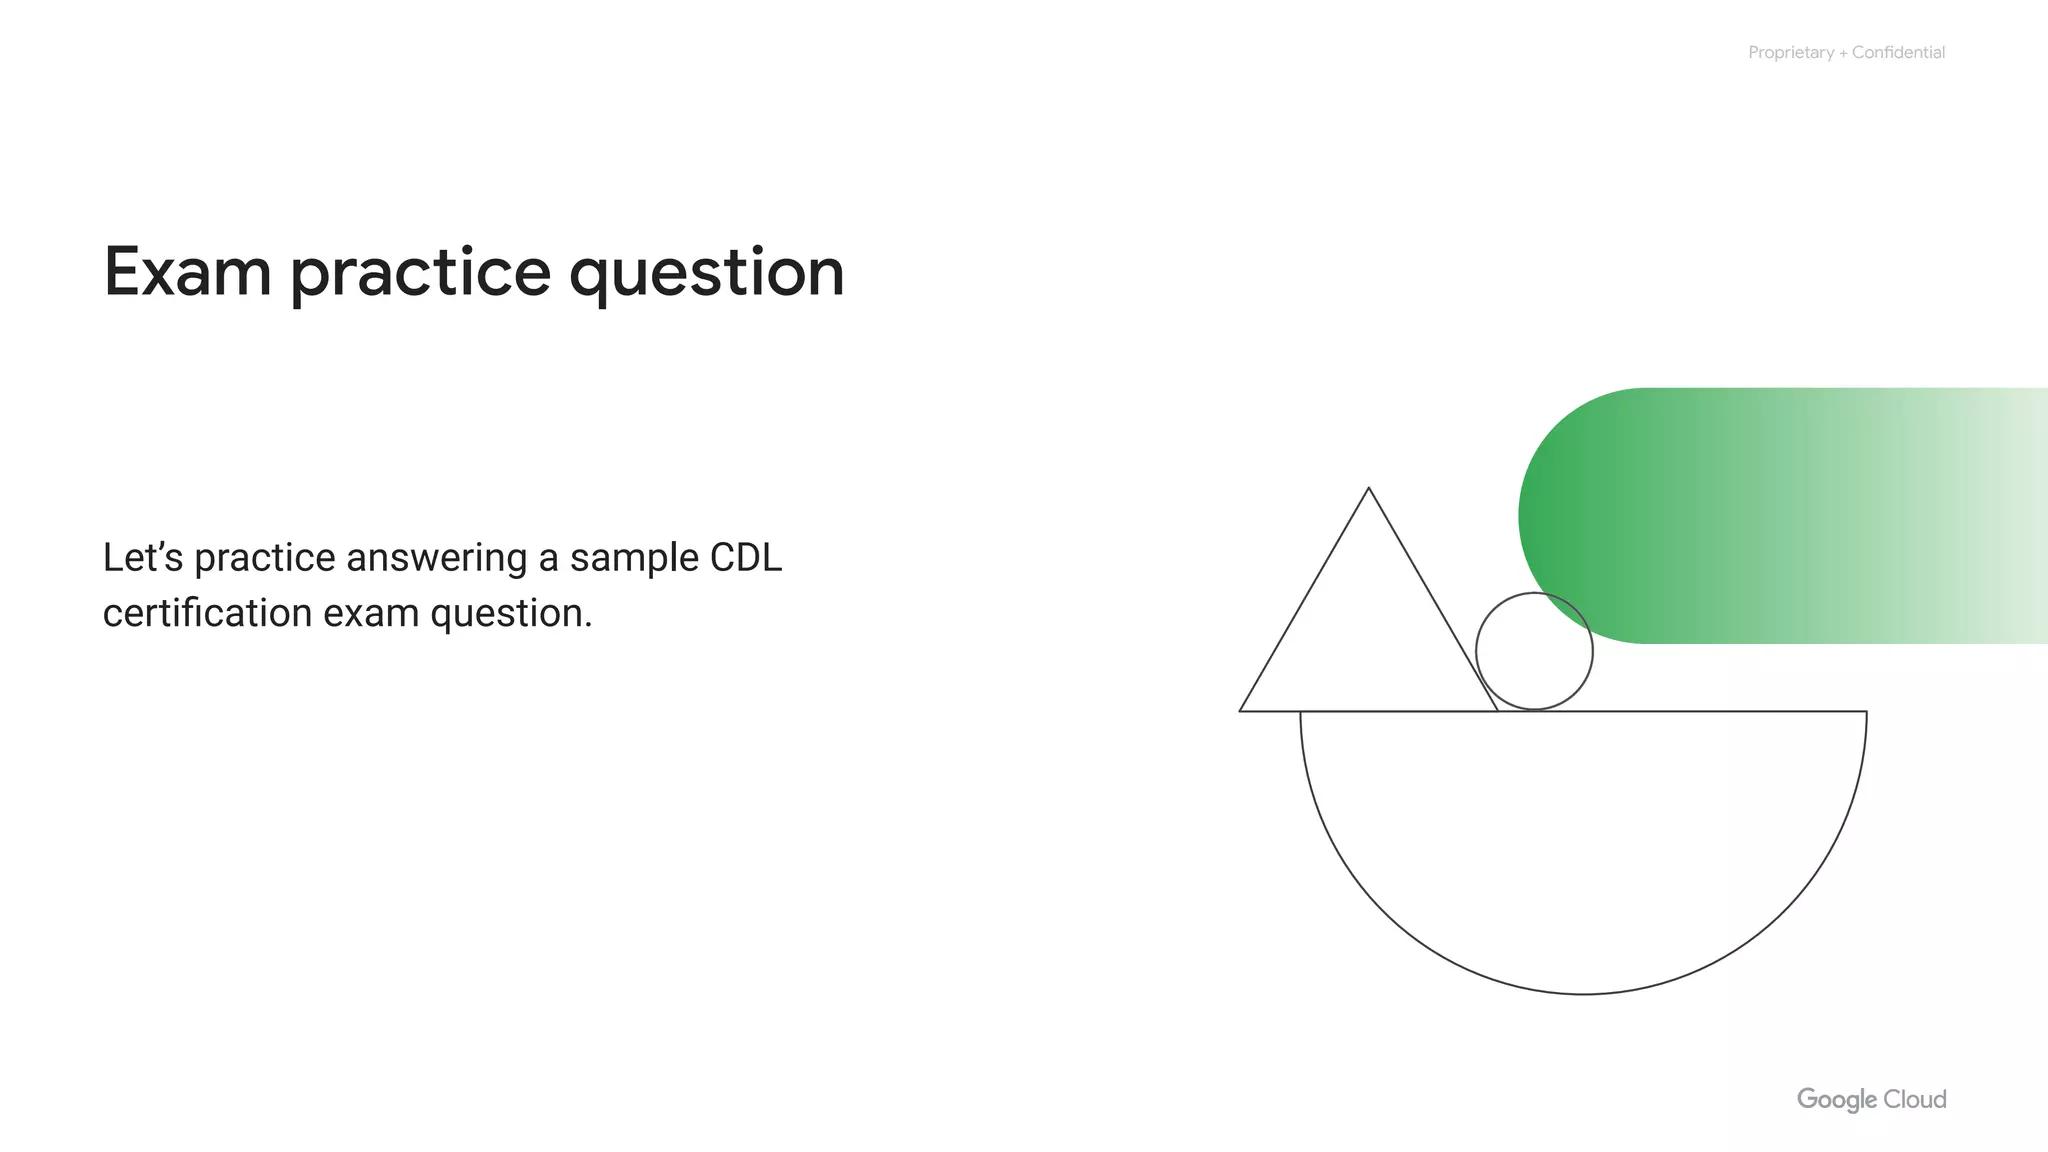 Proprietary + Confidential
Exam practice question
Let’s practice answering a sample CDL
certification exam question.
Google Cloud